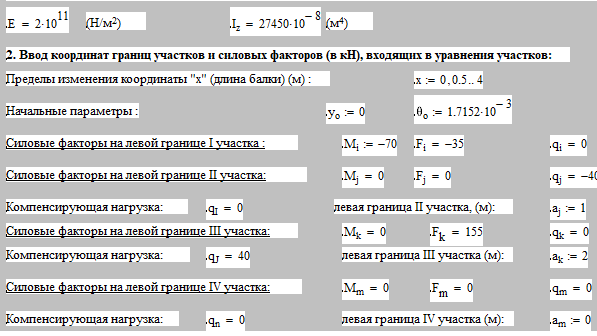 .E = 2·10¹¹ (Н/м²) .I_z := 27450·10⁻⁸ (м⁴)
2. Ввод координат границ участков и силовых факторов (в кН), входящих в уравнения участков:
Пределы изменения координаты "х" (длина балки) (м) : .x := 0,0.5.. 4
Начальные параметры : .y_o := 0 .θ_o := 1.7152·10⁻³
Силовые факторы на левой границе I участка : .M_i := −70 .F_i = −35 .q_i = 0
Силовые факторы на левой границе II участка: .M_j = 0 .F_j = 0 .q_j = −40
Компенсирующая нагрузка: .q_I = 0 левая граница II участка, (м): .a_j := 1
Силовые факторы на левой границе III участка: .M_k = 0 .F_k = 155 .q_k = 0
Компенсирующая нагрузка: .q_J = 40 левая граница III участка (м): .a_k := 2
Силовые факторы на левой границе IV участка: .M_m = 0 .F_m = 0 .q_m = 0
Компенсирующая нагрузка: .q_n = 0 левая граница IV участка (м): .a_m := 0